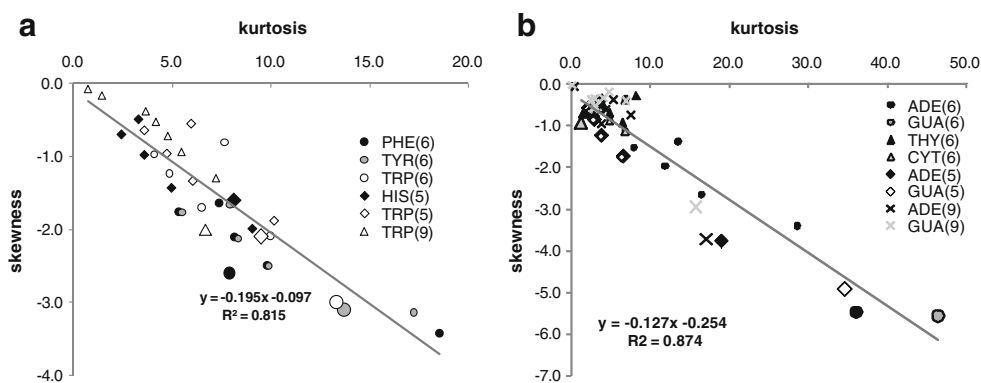 a
kurtosis
0.0 5.0 10.0 15.0 20.0
0.0
-1.0
-2.0
-3.0
-4.0
skewness
PHE(6)
TYR(6)
TRP(6)
HIS(5)
TRP(5)
TRP(9)
y = -0.195x -0.097
R² = 0.815
b
kurtosis
0.0 10.0 20.0 30.0 40.0 50.0
0.0
-1.0
-2.0
-3.0
-4.0
-5.0
-6.0
-7.0
skewness
ADE(6)
GUA(6)
THY(6)
CYT(6)
ADE(5)
GUA(5)
ADE(9)
GUA(9)
y = -0.127x -0.254
R2 = 0.874